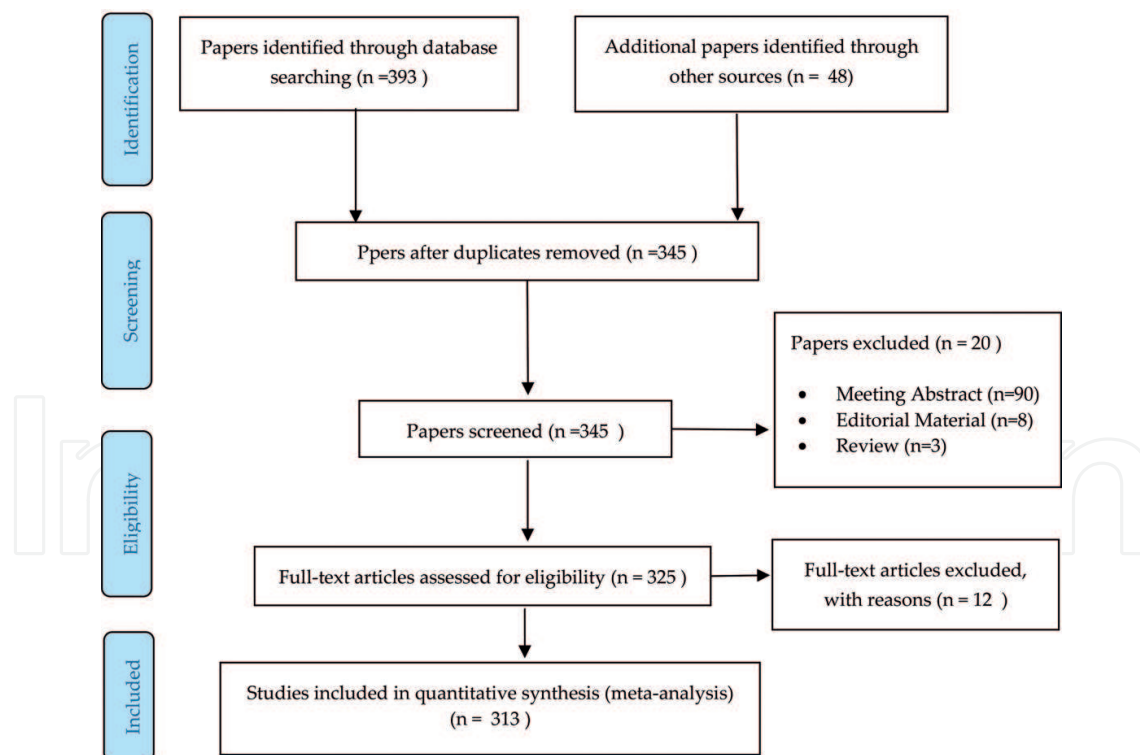 Identification
Papers identified through database
searching (n =393 )
Additional papers identified through
other sources (n =  48)
Screening
Ppers after duplicates removed (n =345 )
Papers screened (n =345  )
Papers excluded (n = 20 )
• Meeting Abstract (n=90)
• Editorial Material (n=8)
• Review (n=3)
Eligibility
Full-text articles assessed for eligibility (n = 325 )
Full-text articles excluded,
with reasons (n = 12  )
Included
Studies included in quantitative synthesis (meta-analysis)
(n =  313 )